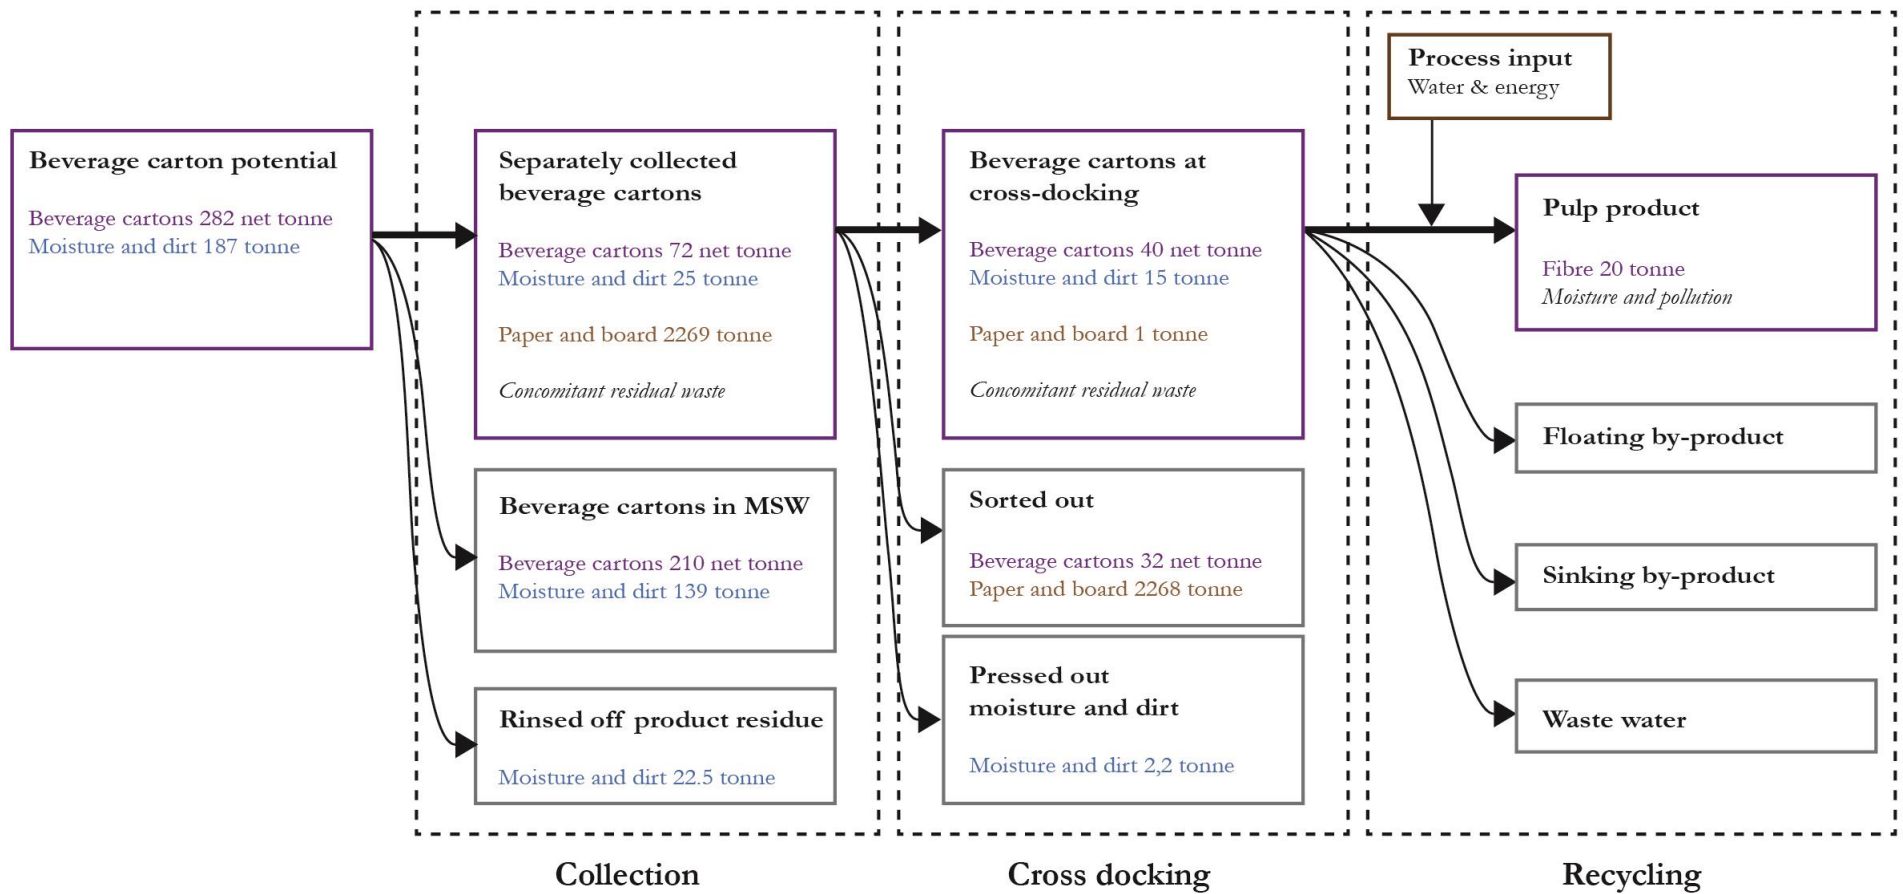 Beverage carton potential
Beverage cartons 282 net tonne
Moisture and dirt 187 tonne
Separately collected
beverage cartons
Beverage cartons 72 net tonne
Moisture and dirt 25 tonne
Paper and board 2269 tonne
Concomitant residual waste
Beverage cartons in MSW
Beverage cartons 210 net tonne
Moisture and dirt 139 tonne
Rinsed off product residue
Moisture and dirt 22.5 tonne
Collection
Beverage cartons at
cross-docking
Beverage cartons 40 net tonne
Moisture and dirt 15 tonne
Paper and board 1 tonne
Concomitant residual waste
Sorted out
Beverage cartons 32 net tonne
Paper and board 2268 tonne
Pressed out
moisture and dirt
Moisture and dirt 2,2 tonne
Cross docking
Process input
Water & energy
Pulp product
Fibre 20 tonne
Moisture and pollution
Floating by-product
Sinking by-product
Waste water
Recycling